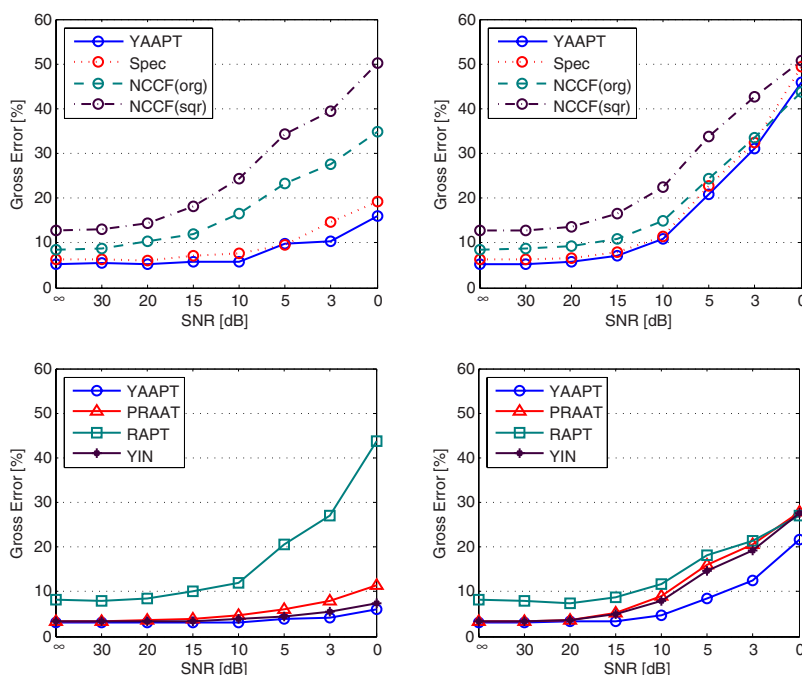 60
50
40
30
20
10
0
Gross Error [%]
YAAPT
Spec
NCCF(org)
NCCF(sqr)
∞ 30 20 15 10 5 3 0
SNR [dB]
60
50
40
30
20
10
0
Gross Error [%]
YAAPT
Spec
NCCF(org)
NCCF(sqr)
∞ 30 20 15 10 5 3 0
SNR [dB]
60
50
40
30
20
10
0
Gross Error [%]
YAAPT
PRAAT
RAPT
YIN
∞ 30 20 15 10 5 3 0
SNR [dB]
60
50
40
30
20
10
0
Gross Error [%]
YAAPT
PRAAT
RAPT
YIN
∞ 30 20 15 10 5 3 0
SNR [dB]